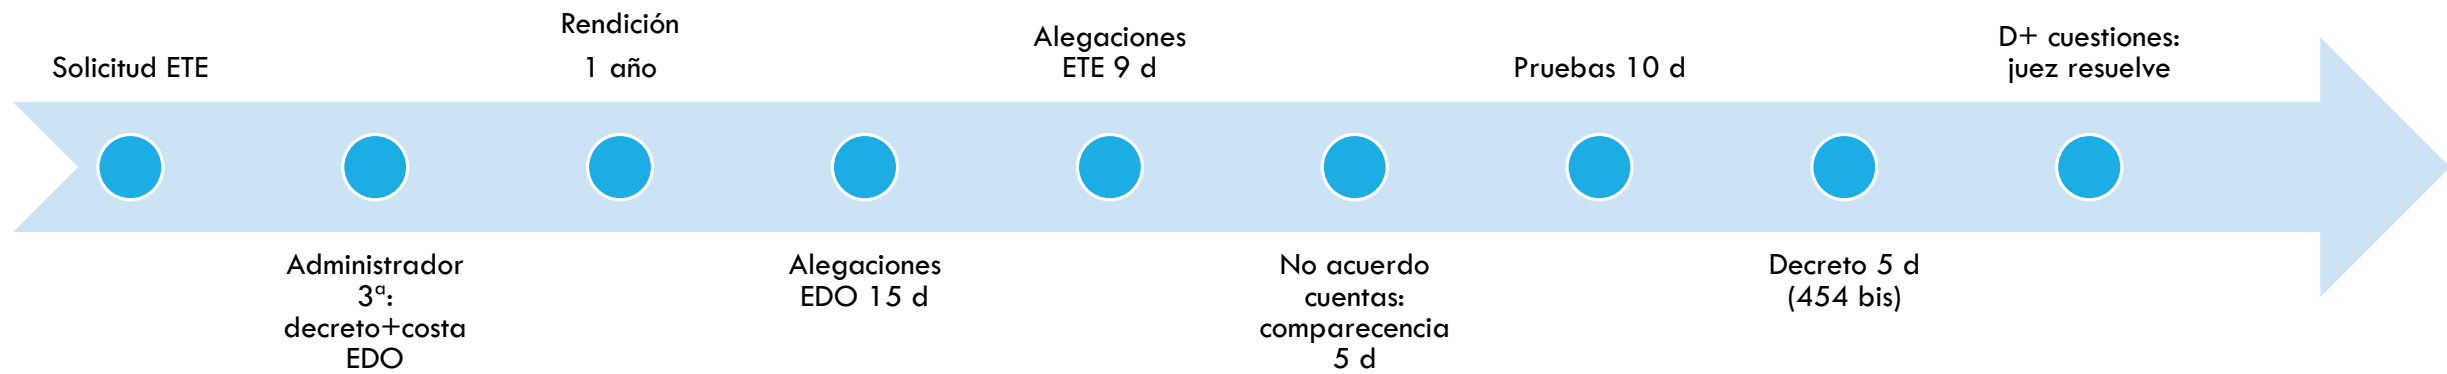 Solicitud ETE
Administrador
3ª:
decreto+costa
EDO
Rendición
1 año
Alegaciones
EDO 15 d
Alegaciones
ETE 9 d
No acuerdo
cuentas:
comparecencia
5 d
Pruebas 10 d
Decreto 5 d
(454 bis)
D+ cuestiones:
juez resuelve